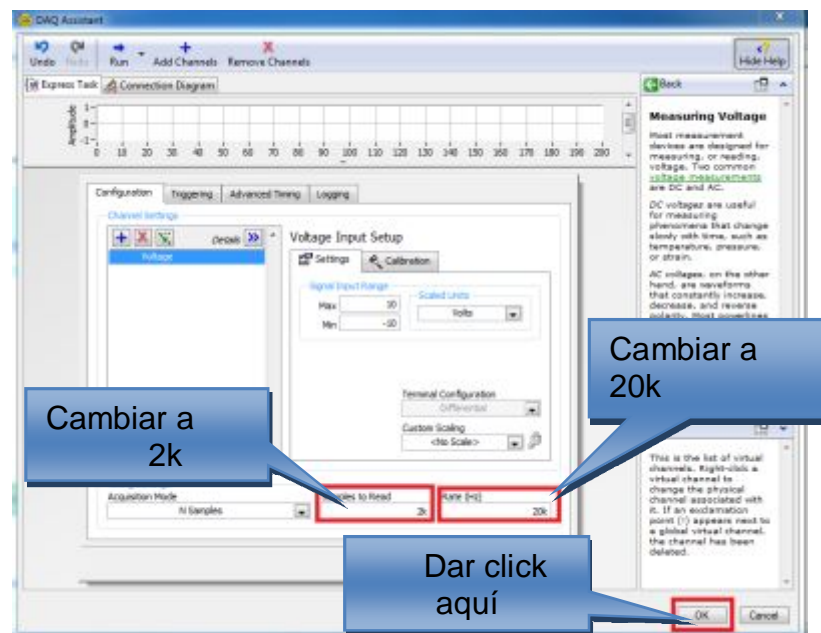 DAQ Assistant
Undo Redo Run Add Channels Remove Channels Hide Help
Express Task Connection Diagram
Back
Amplitude
1-
0-
-1-
0 10 20 30 40 50 60 70 80 90 100 110 120 130 140 150 160 170 180 190 200
Measuring Voltage
Most measurement
devices are designed for
measuring, or reading,
voltage. Two common
voltage measurements
are DC and AC.
DC voltages are useful
for measuring
phenomena that change
slowly with time, such as
temperature, pressure,
or strain.
AC voltages, on the other
hand, are waveforms
that constantly increase,
decrease, and reverse
polarity. Most powerlines
Configuration Triggering Advanced Timing Logging
Channel Settings
Details
Voltage
Voltage Input Setup
Settings Calibration
Signal Input Range
Max 10
Min -10
Scaled Units
Volts
Terminal Configuration
Differential
Custom Scaling
<No Scale>
Cambiar a
20k
Cambiar a
2k
Acquisition Mode
N Samples
to Read
2k
Rate (Hz)
20k
This is the list of virtual
channels. Right-click a
virtual channel to
change the physical
channel associated with
it. If an exclamation
point (!) appears next to
a global virtual channel,
the channel has been
deleted.
Dar click
aquí
OK Cancel